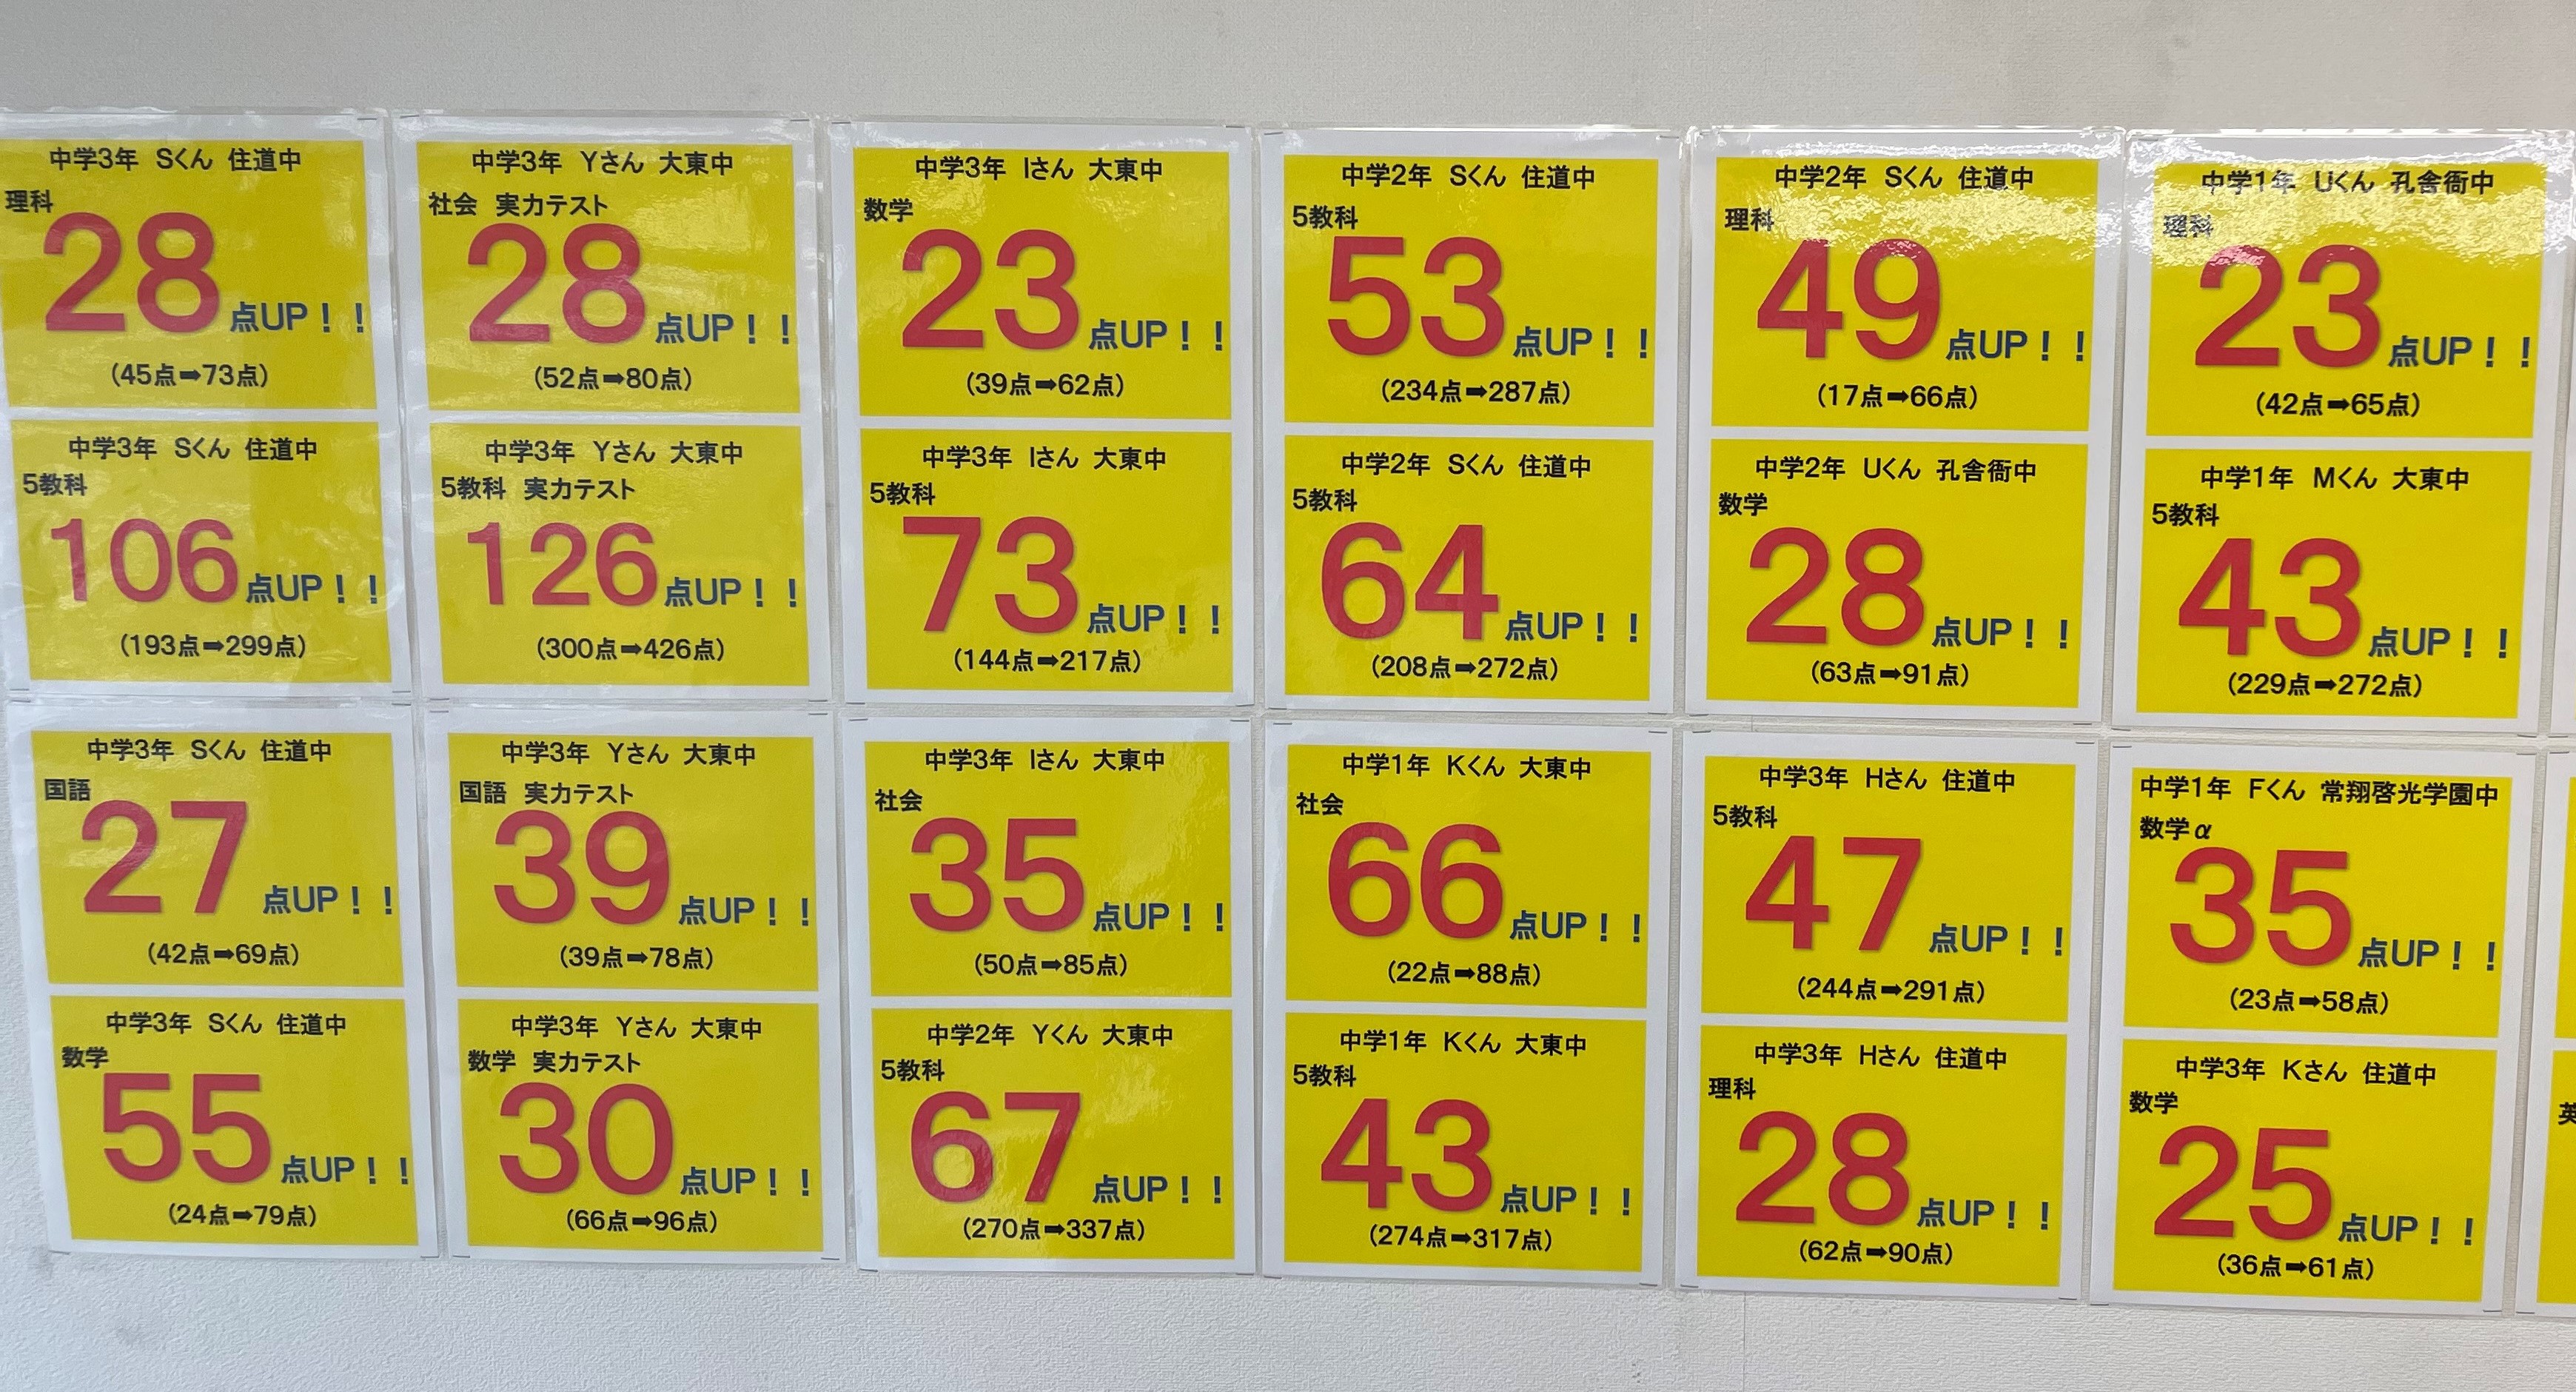 中学3年 Sくん 住道中
理科
28点UP！！
(45点➡73点)
中学3年 Yさん 大東中
社会 実力テスト
28点UP！！
(52点➡80点)
中学3年 Iさん 大東中
数学
23点UP！！
(39点➡62点)
中学2年 Sくん 住道中
5教科
53点UP！！
(234点➡287点)
中学2年 Sくん 住道中
理科
49点UP！！
(17点➡66点)
中学1年 Uくん 孔舎衙中
理科
23点UP！！
(42点➡65点)
中学3年 Sくん 住道中
5教科
106点UP！！
(193点➡299点)
中学3年 Yさん 大東中
5教科 実力テスト
126点UP！！
(300点➡426点)
中学3年 Iさん 大東中
5教科
73点UP！！
(144点➡217点)
中学2年 Sくん 住道中
5教科
64点UP！！
(208点➡272点)
中学2年 Uくん 孔舎衙中
数学
28点UP！！
(63点➡91点)
中学1年 Mくん 大東中
5教科
43点UP！！
(229点➡272点)
中学3年 Sくん 住道中
国語
27点UP！！
(42点➡69点)
中学3年 Yさん 大東中
国語 実力テスト
39点UP！！
(39点➡78点)
中学3年 Iさん 大東中
社会
35点UP！！
(50点➡85点)
中学1年 Kくん 大東中
社会
66点UP！！
(22点➡88点)
中学3年 Hさん 住道中
5教科
47点UP！！
(244点➡291点)
中学1年 Fくん 常翔啓光学園中
数学α
35点UP！！
(23点➡58点)
中学3年 Sくん 住道中
数学
55点UP！！
(24点➡79点)
中学3年 Yさん 大東中
数学 実力テスト
30点UP！！
(66点➡96点)
中学2年 Yくん 大東中
5教科
67点UP！！
(270点➡337点)
中学1年 Kくん 大東中
5教科
43点UP！！
(274点➡317点)
中学3年 Hさん 住道中
理科
28点UP！！
(62点➡90点)
中学3年 Kさん 住道中
数学
25点UP！！
(36点➡61点)